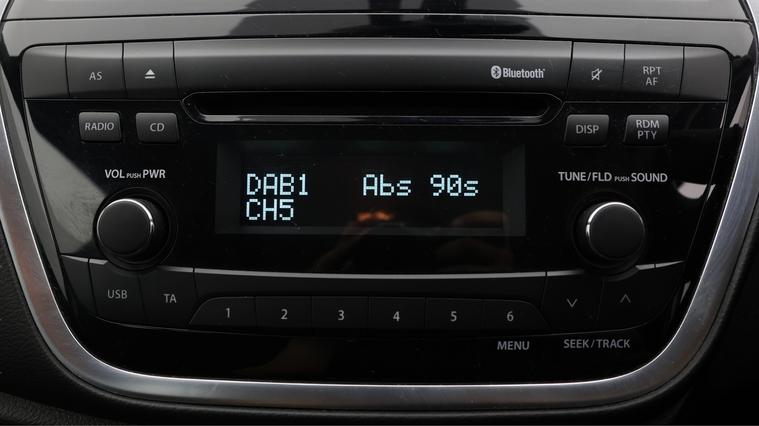 AS
Bluetooth
RPT
AF
RADIO
CD
DISP
RDM
PTY
VOL PUSH PWR
TUNE/FLD PUSH SOUND
DAB1 Abs 90s
CH5
USB
TA
1 2 3 4 5 6
MENU
SEEK/TRACK